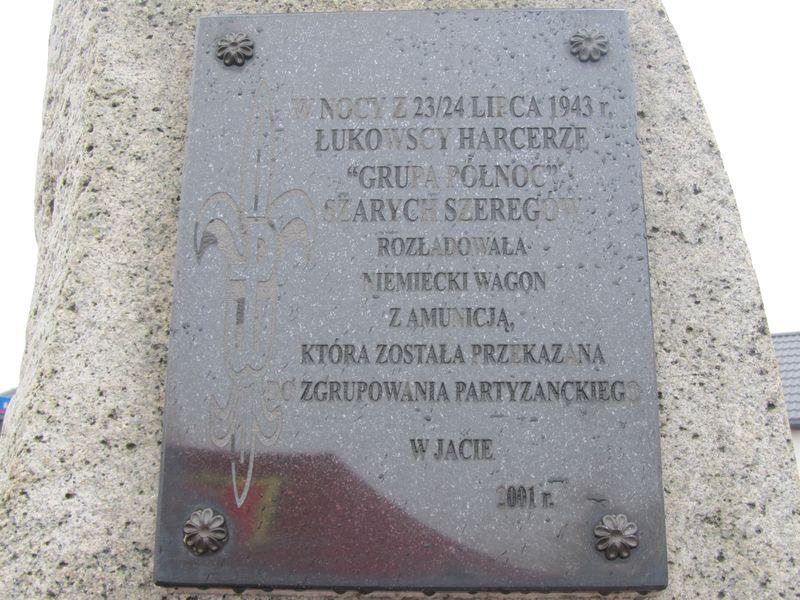 W NOCY Z 23/24 LIPCA 1943 r.
ŁUKOWSCY HARCERZE
"GRUPA PÓŁNOC"
SZARYCH SZEREGÓW
ROZŁADOWAŁA
NIEMIECKI WAGON
Z AMUNICJĄ,
KTÓRA ZOSTAŁA PRZEKAZANA
DO ZGRUPOWANIA PARTYZANCKIEGO
W JACIE
2001 r.